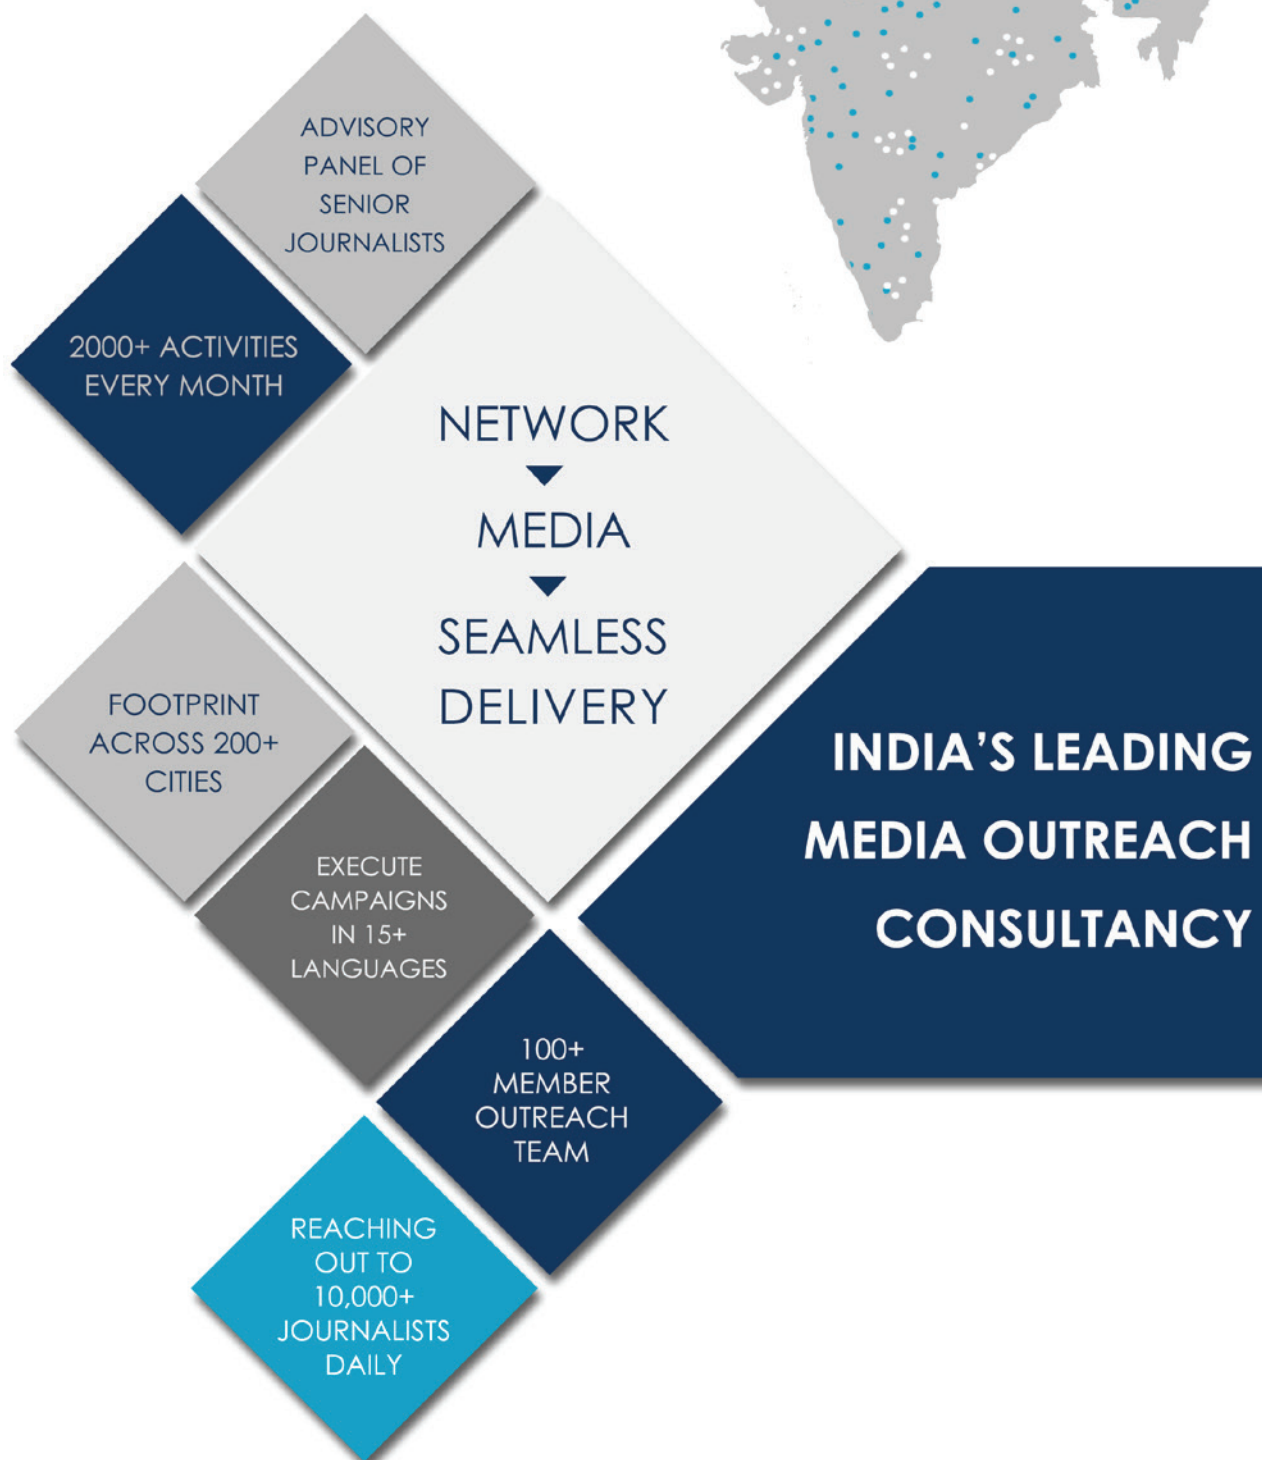 ADVISORY
PANEL OF
SENIOR
JOURNALISTS
2000+ ACTIVITIES
EVERY MONTH
NETWORK
MEDIA
SEAMLESS
DELIVERY
FOOTPRINT
ACROSS 200+
CITIES
INDIA’S LEADING
MEDIA OUTREACH
CONSULTANCY
EXECUTE
CAMPAIGNS
IN 15+
LANGUAGES
100+
MEMBER
OUTREACH
TEAM
REACHING
OUT TO
10,000+
JOURNALISTS
DAILY